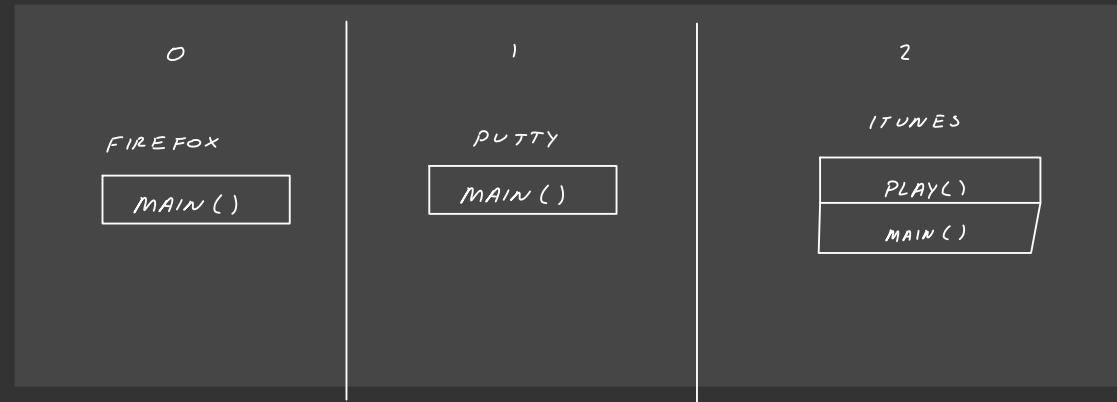 0
FIREFOX
MAIN()
1
PUTTY
MAIN()
2
ITUNES
PLAY()
MAIN()